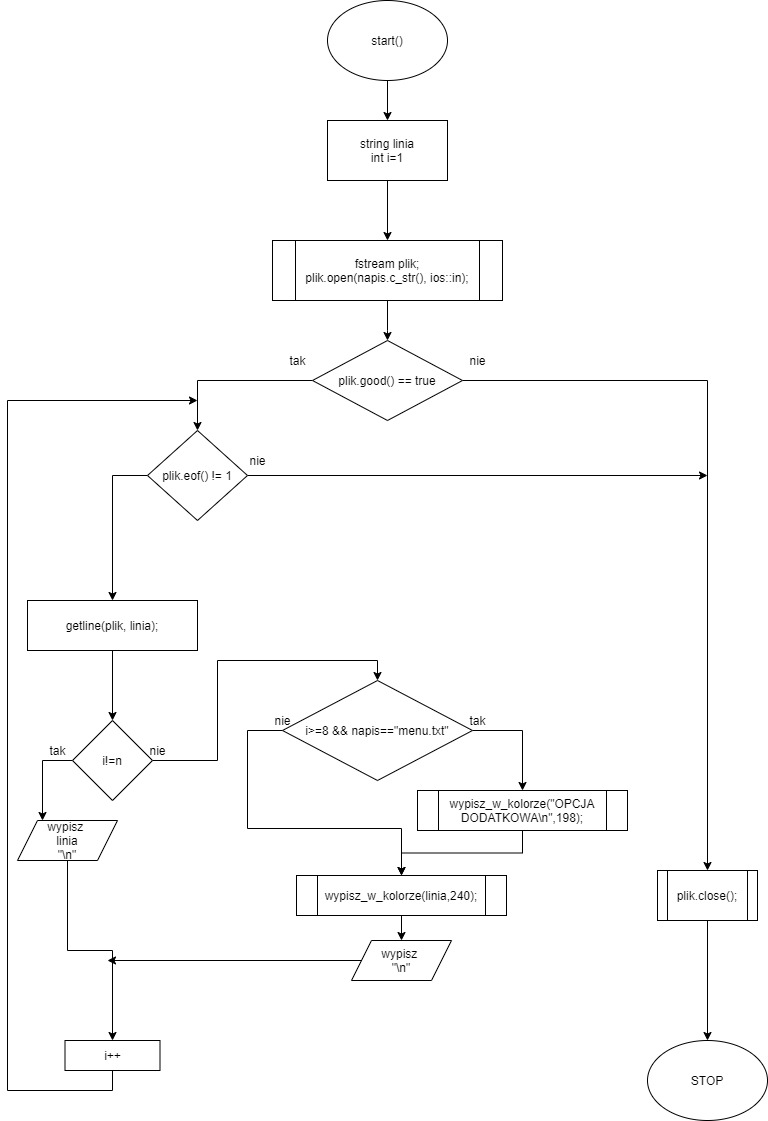 start()
string linia
int i=1
fstream plik;
plik.open(napis.c_str(), ios::in);
tak
nie
plik.good() == true
nie
plik.eof() != 1
getline(plik, linia);
nie
tak
i>=8 && napis=="menu.txt"
tak
nie
i!=n
wypisz_w_kolorze("OPCJA
DODATKOWA\n",198);
wypisz
linia
"\n"
wypisz_w_kolorze(linia,240);
plik.close();
wypisz
"\n"
i++
STOP